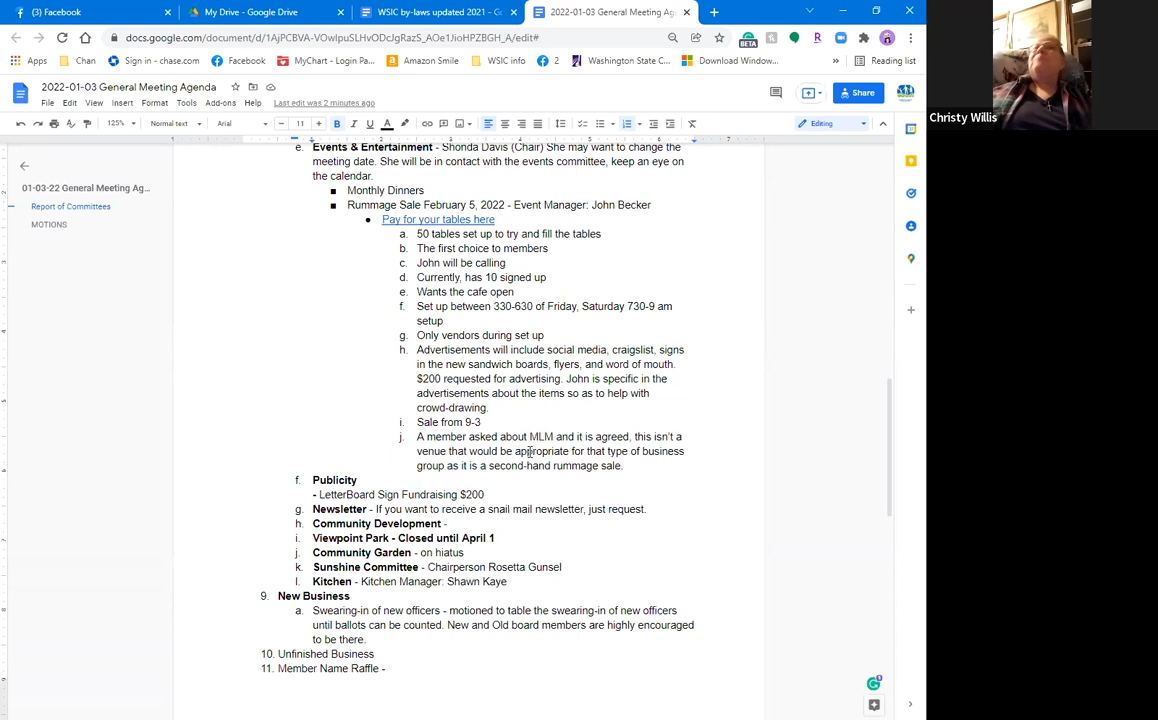 (1) Facebook
My Drive - Google Drive
WSIC by-laws updated 2021 - G
2022-01-03 General Meeting Age
docs.google.com/document/d/1AjPCBVA-VOwIpuSLHvODcJgRazS_AOe1JioHPZBGH_A/edit#
BETA
Apps
Chan
Sign in - chase.com
Facebook
MyChart - Login Pa...
Amazon Smile
WSIC info
2
Washington State C...
Download Window...
»
Reading list
2022-01-03 General Meeting Agenda
File Edit View Insert Format Tools Add-ons Help Last edit was 2 minutes ago
Share
125% Normal text Arial 11 Editing
01-03-22 General Meeting Ag...
Report of Committees
MOTIONS
e. Events & Entertainment - Shonda Davis (Chair) She may want to change the
meeting date. She will be in contact with the events committee, keep an eye on
the calendar.
■ Monthly Dinners
■ Rummage Sale February 5, 2022 - Event Manager: John Becker
● Pay for your tables here
a. 50 tables set up to try and fill the tables
b. The first choice to members
c. John will be calling
d. Currently, has 10 signed up
e. Wants the cafe open
f. Set up between 330-630 of Friday, Saturday 730-9 am
setup
g. Only vendors during set up
h. Advertisements will include social media, craigslist, signs
in the new sandwich boards, flyers, and word of mouth.
$200 requested for advertising. John is specific in the
advertisements about the items so as to help with
crowd-drawing.
i. Sale from 9-3
j. A member asked about MLM and it is agreed, this isn't a
venue that would be appropriate for that type of business
group as it is a second-hand rummage sale.
f. Publicity
- LetterBoard Sign Fundraising $200
g. Newsletter - If you want to receive a snail mail newsletter, just request.
h. Community Development -
i. Viewpoint Park - Closed until April 1
j. Community Garden - on hiatus
k. Sunshine Committee - Chairperson Rosetta Gunsel
l. Kitchen - Kitchen Manager: Shawn Kaye
9. New Business
a. Swearing-in of new officers - motioned to table the swearing-in of new officers
until ballots can be counted. New and Old board members are highly encouraged
to be there.
10. Unfinished Business
11. Member Name Raffle -
Christy Willis